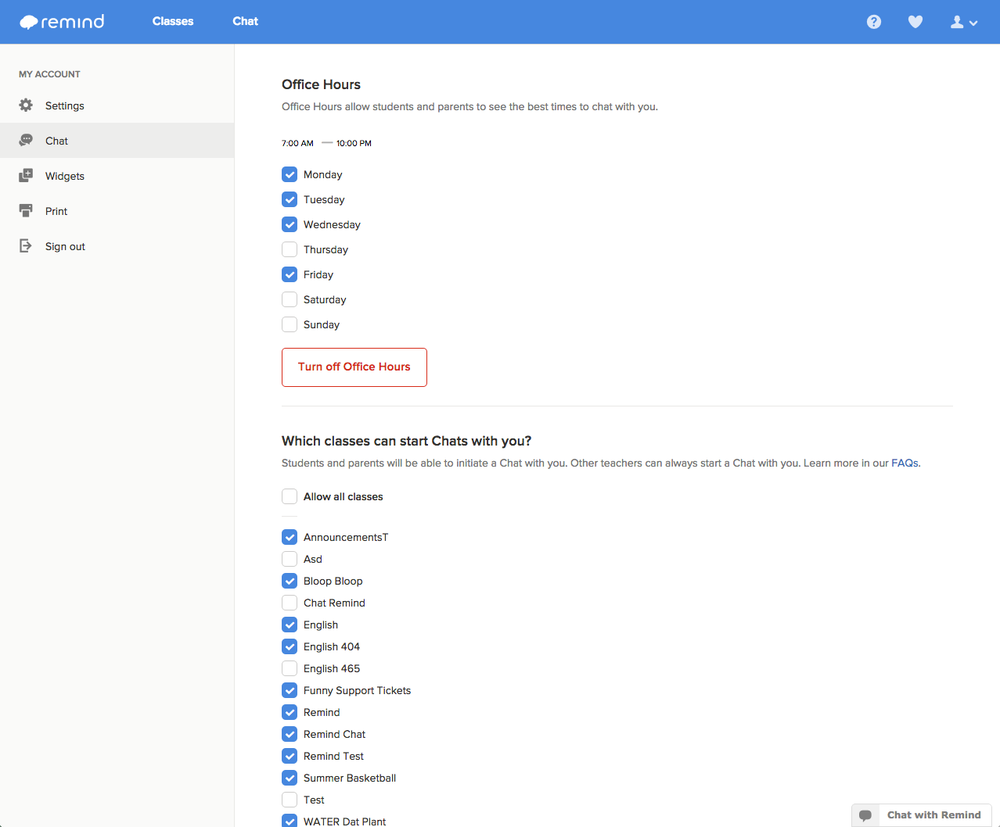 remind
Classes
Chat
MY ACCOUNT
Settings
Chat
Widgets
Print
Sign out
Office Hours
Office Hours allow students and parents to see the best times to chat with you.
7:00 AM — 10:00 PM
Monday
Tuesday
Wednesday
Thursday
Friday
Saturday
Sunday
Turn off Office Hours
Which classes can start Chats with you?
Students and parents will be able to initiate a Chat with you. Other teachers can always start a Chat with you. Learn more in our FAQs.
Allow all classes
AnnouncementsT
Asd
Bloop Bloop
Chat Remind
English
English 404
English 465
Funny Support Tickets
Remind
Remind Chat
Remind Test
Summer Basketball
Test
WATER Dat Plant
Chat with Remind